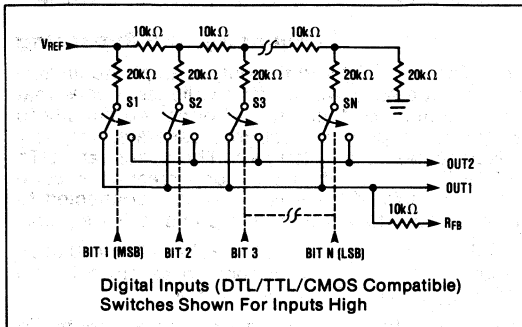 10kΩ 10kΩ 10kΩ
VREF
20kΩ 20kΩ 20kΩ 20kΩ 20kΩ
S1 S2 S3 SN
OUT2
OUT1
10kΩ
RFB
BIT 1 (MSB) BIT 2 BIT 3 BIT N (LSB)
Digital Inputs (DTL/TTL/CMOS Compatible)
Switches Shown For Inputs High